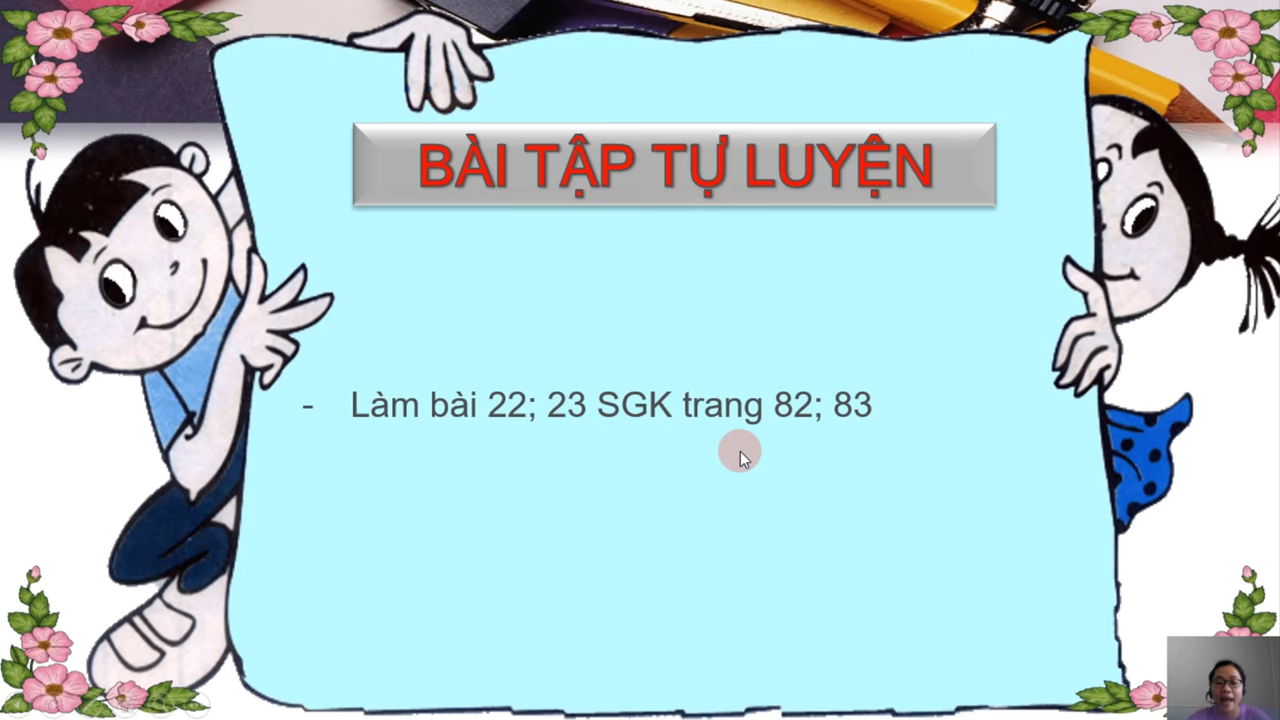 BÀI TẬP TỰ LUYỆN
- Làm bài 22; 23 SGK trang 82; 83